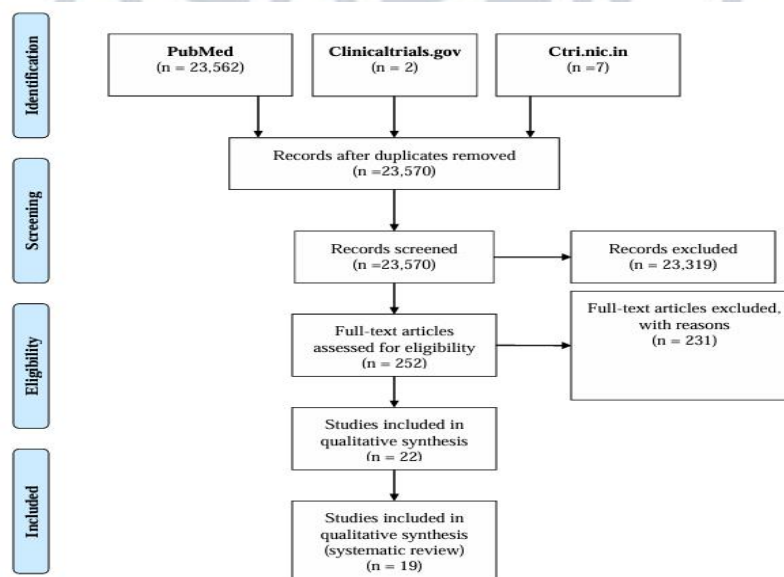 Identification
PubMed
(n = 23,562)
Clinicaltrials.gov
(n = 2)
Ctri.nic.in
(n =7)
Records after duplicates removed
(n =23,570)
Screening
Records screened
(n =23,570)
Records excluded
(n = 23,319)
Eligibility
Full-text articles
assessed for eligibility
(n = 252)
Full-text articles excluded,
with reasons
(n = 231)
Studies included in
qualitative synthesis
(n = 22)
Included
Studies included in
qualitative synthesis
(systematic review)
(n = 19)